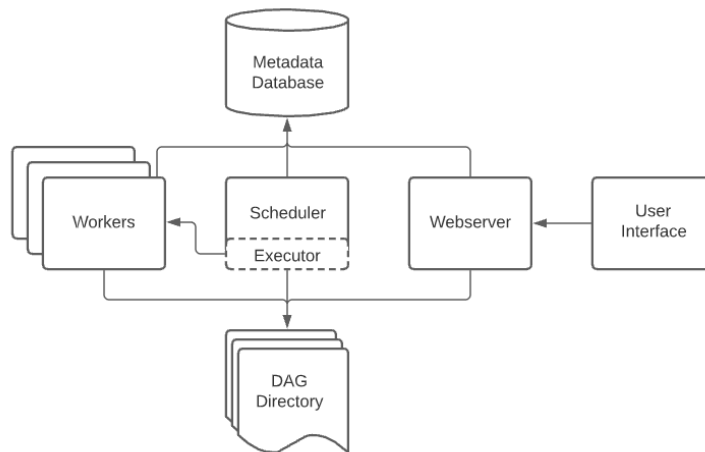 Metadata
Database
Workers
Scheduler
Executor
Webserver
User
Interface
DAG
Directory